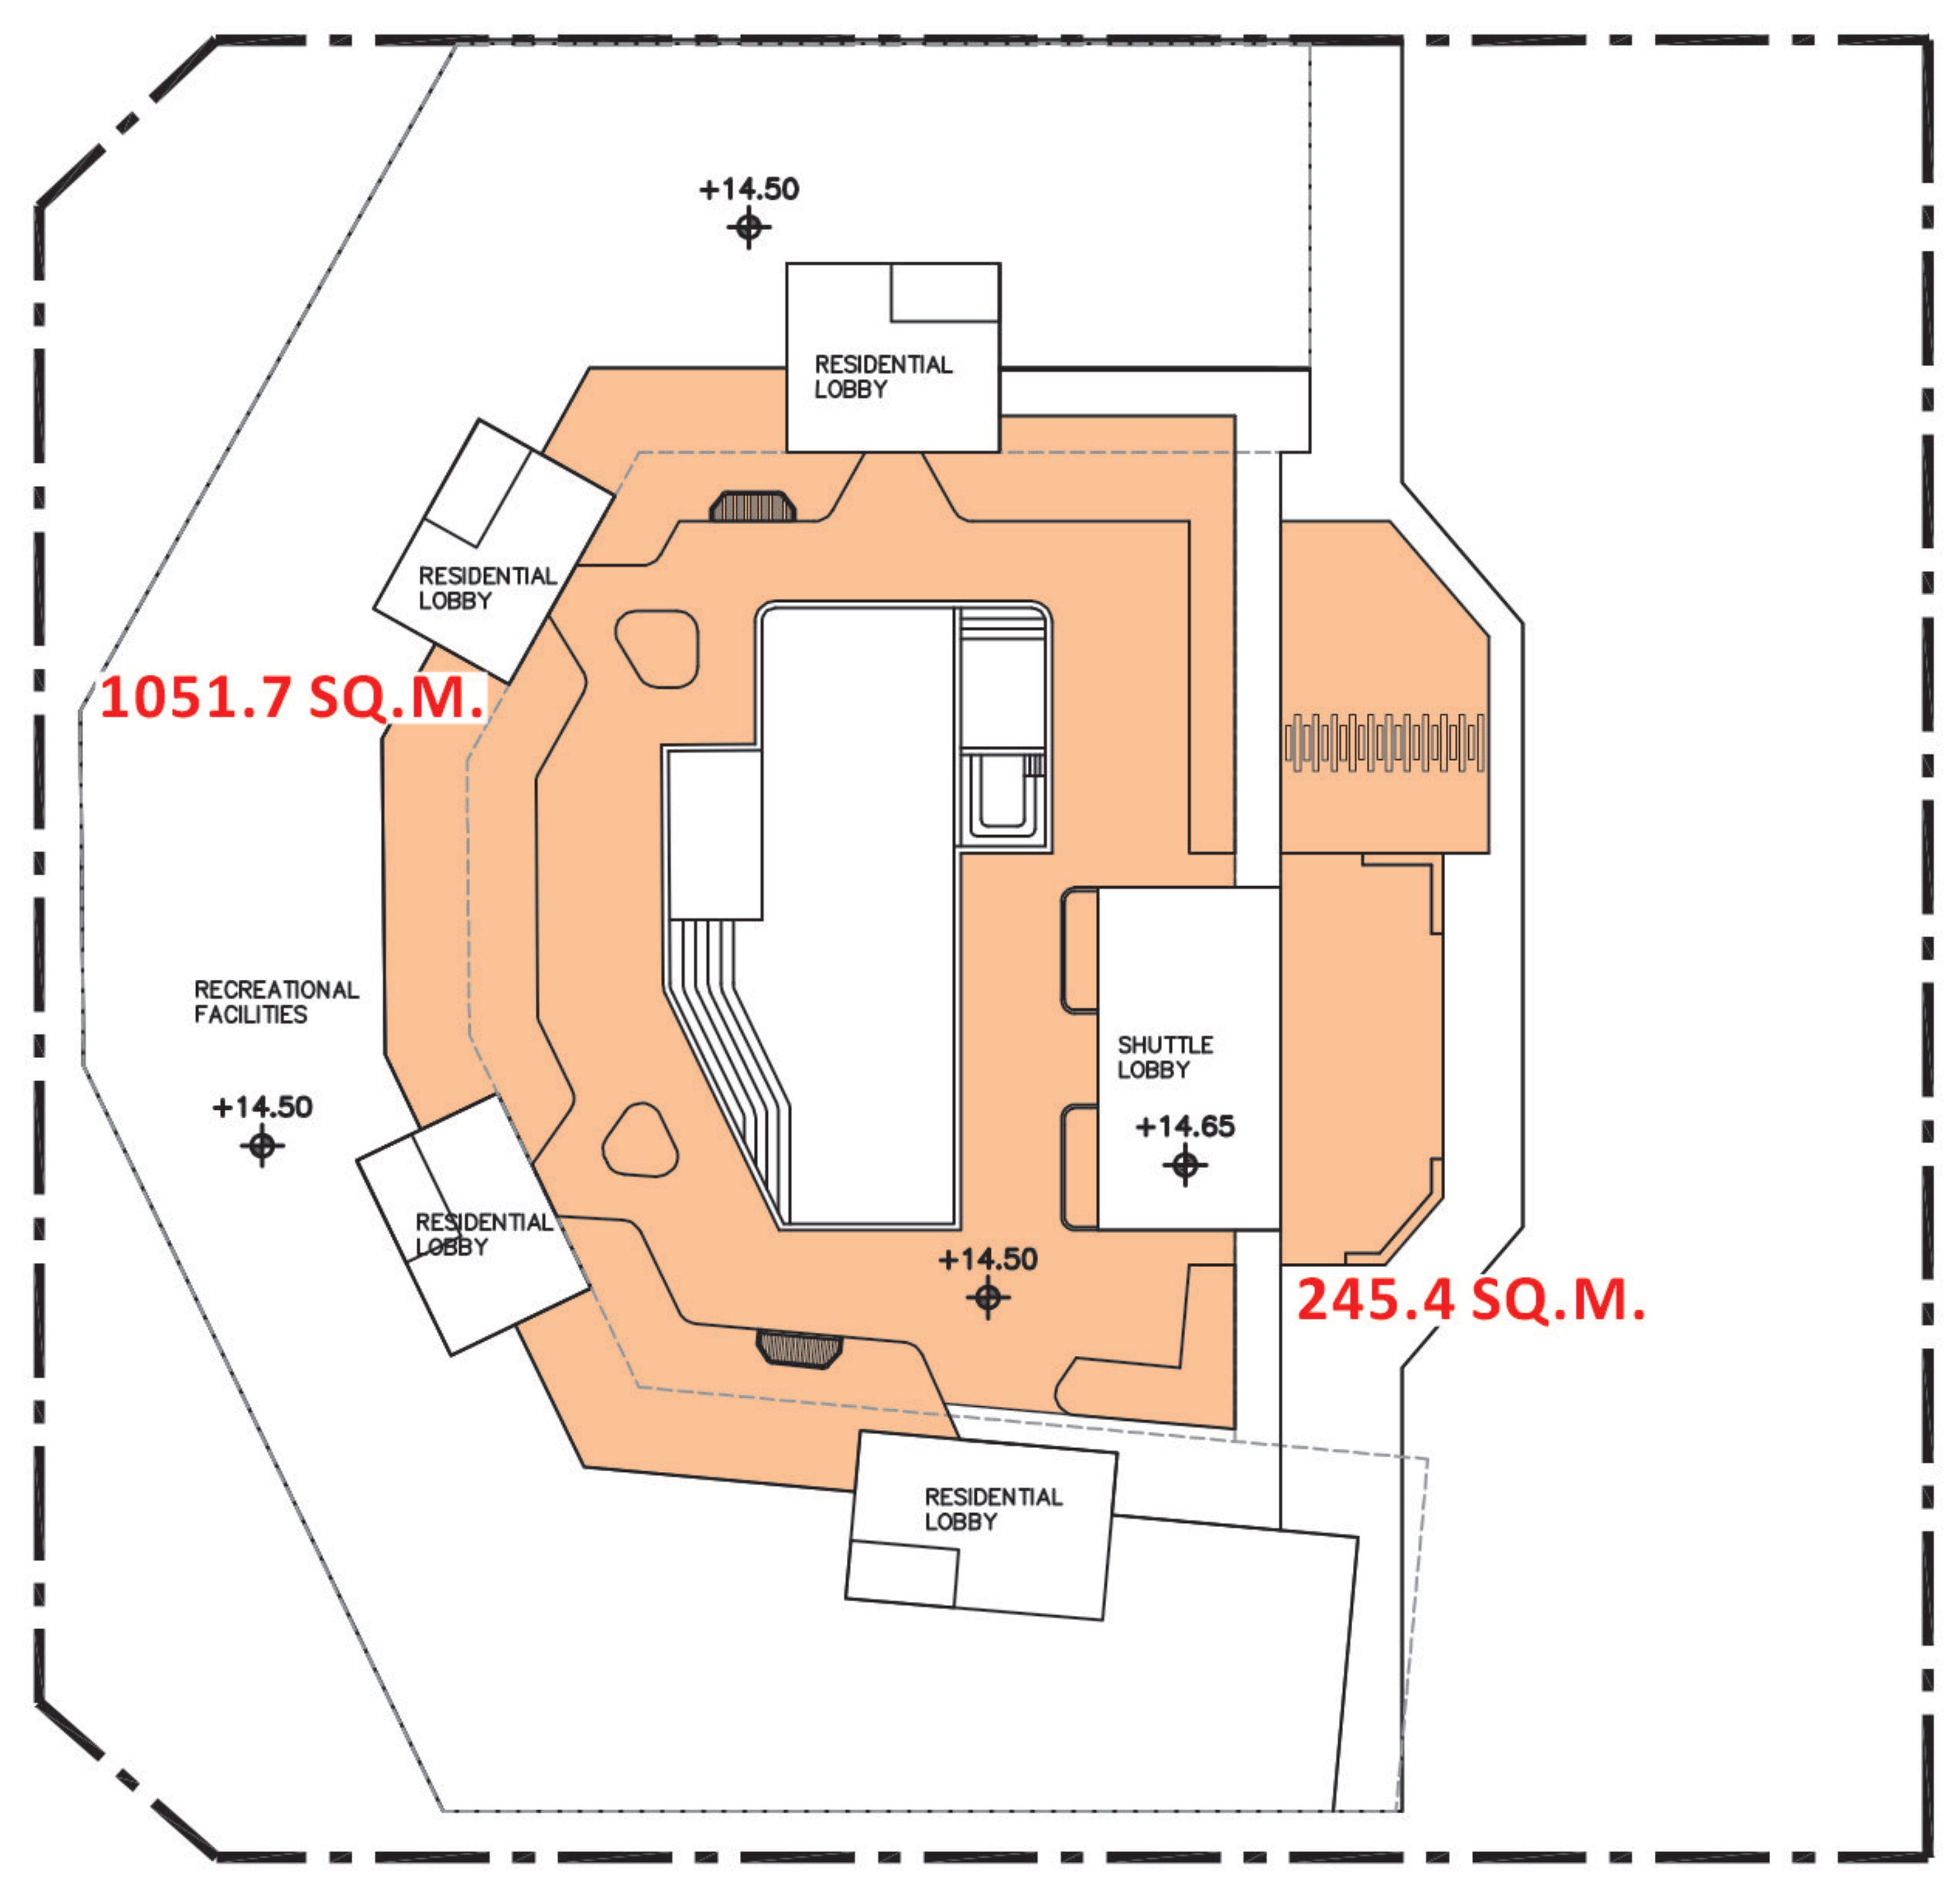 +14.50
RESIDENTIAL
LOBBY
RESIDENTIAL
LOBBY
1051.7 SQ.M.
RECREATIONAL
FACILITIES
+14.50
SHUTTLE
LOBBY
+14.65
RESIDENTIAL
LOBBY
+14.50
245.4 SQ.M.
RESIDENTIAL
LOBBY